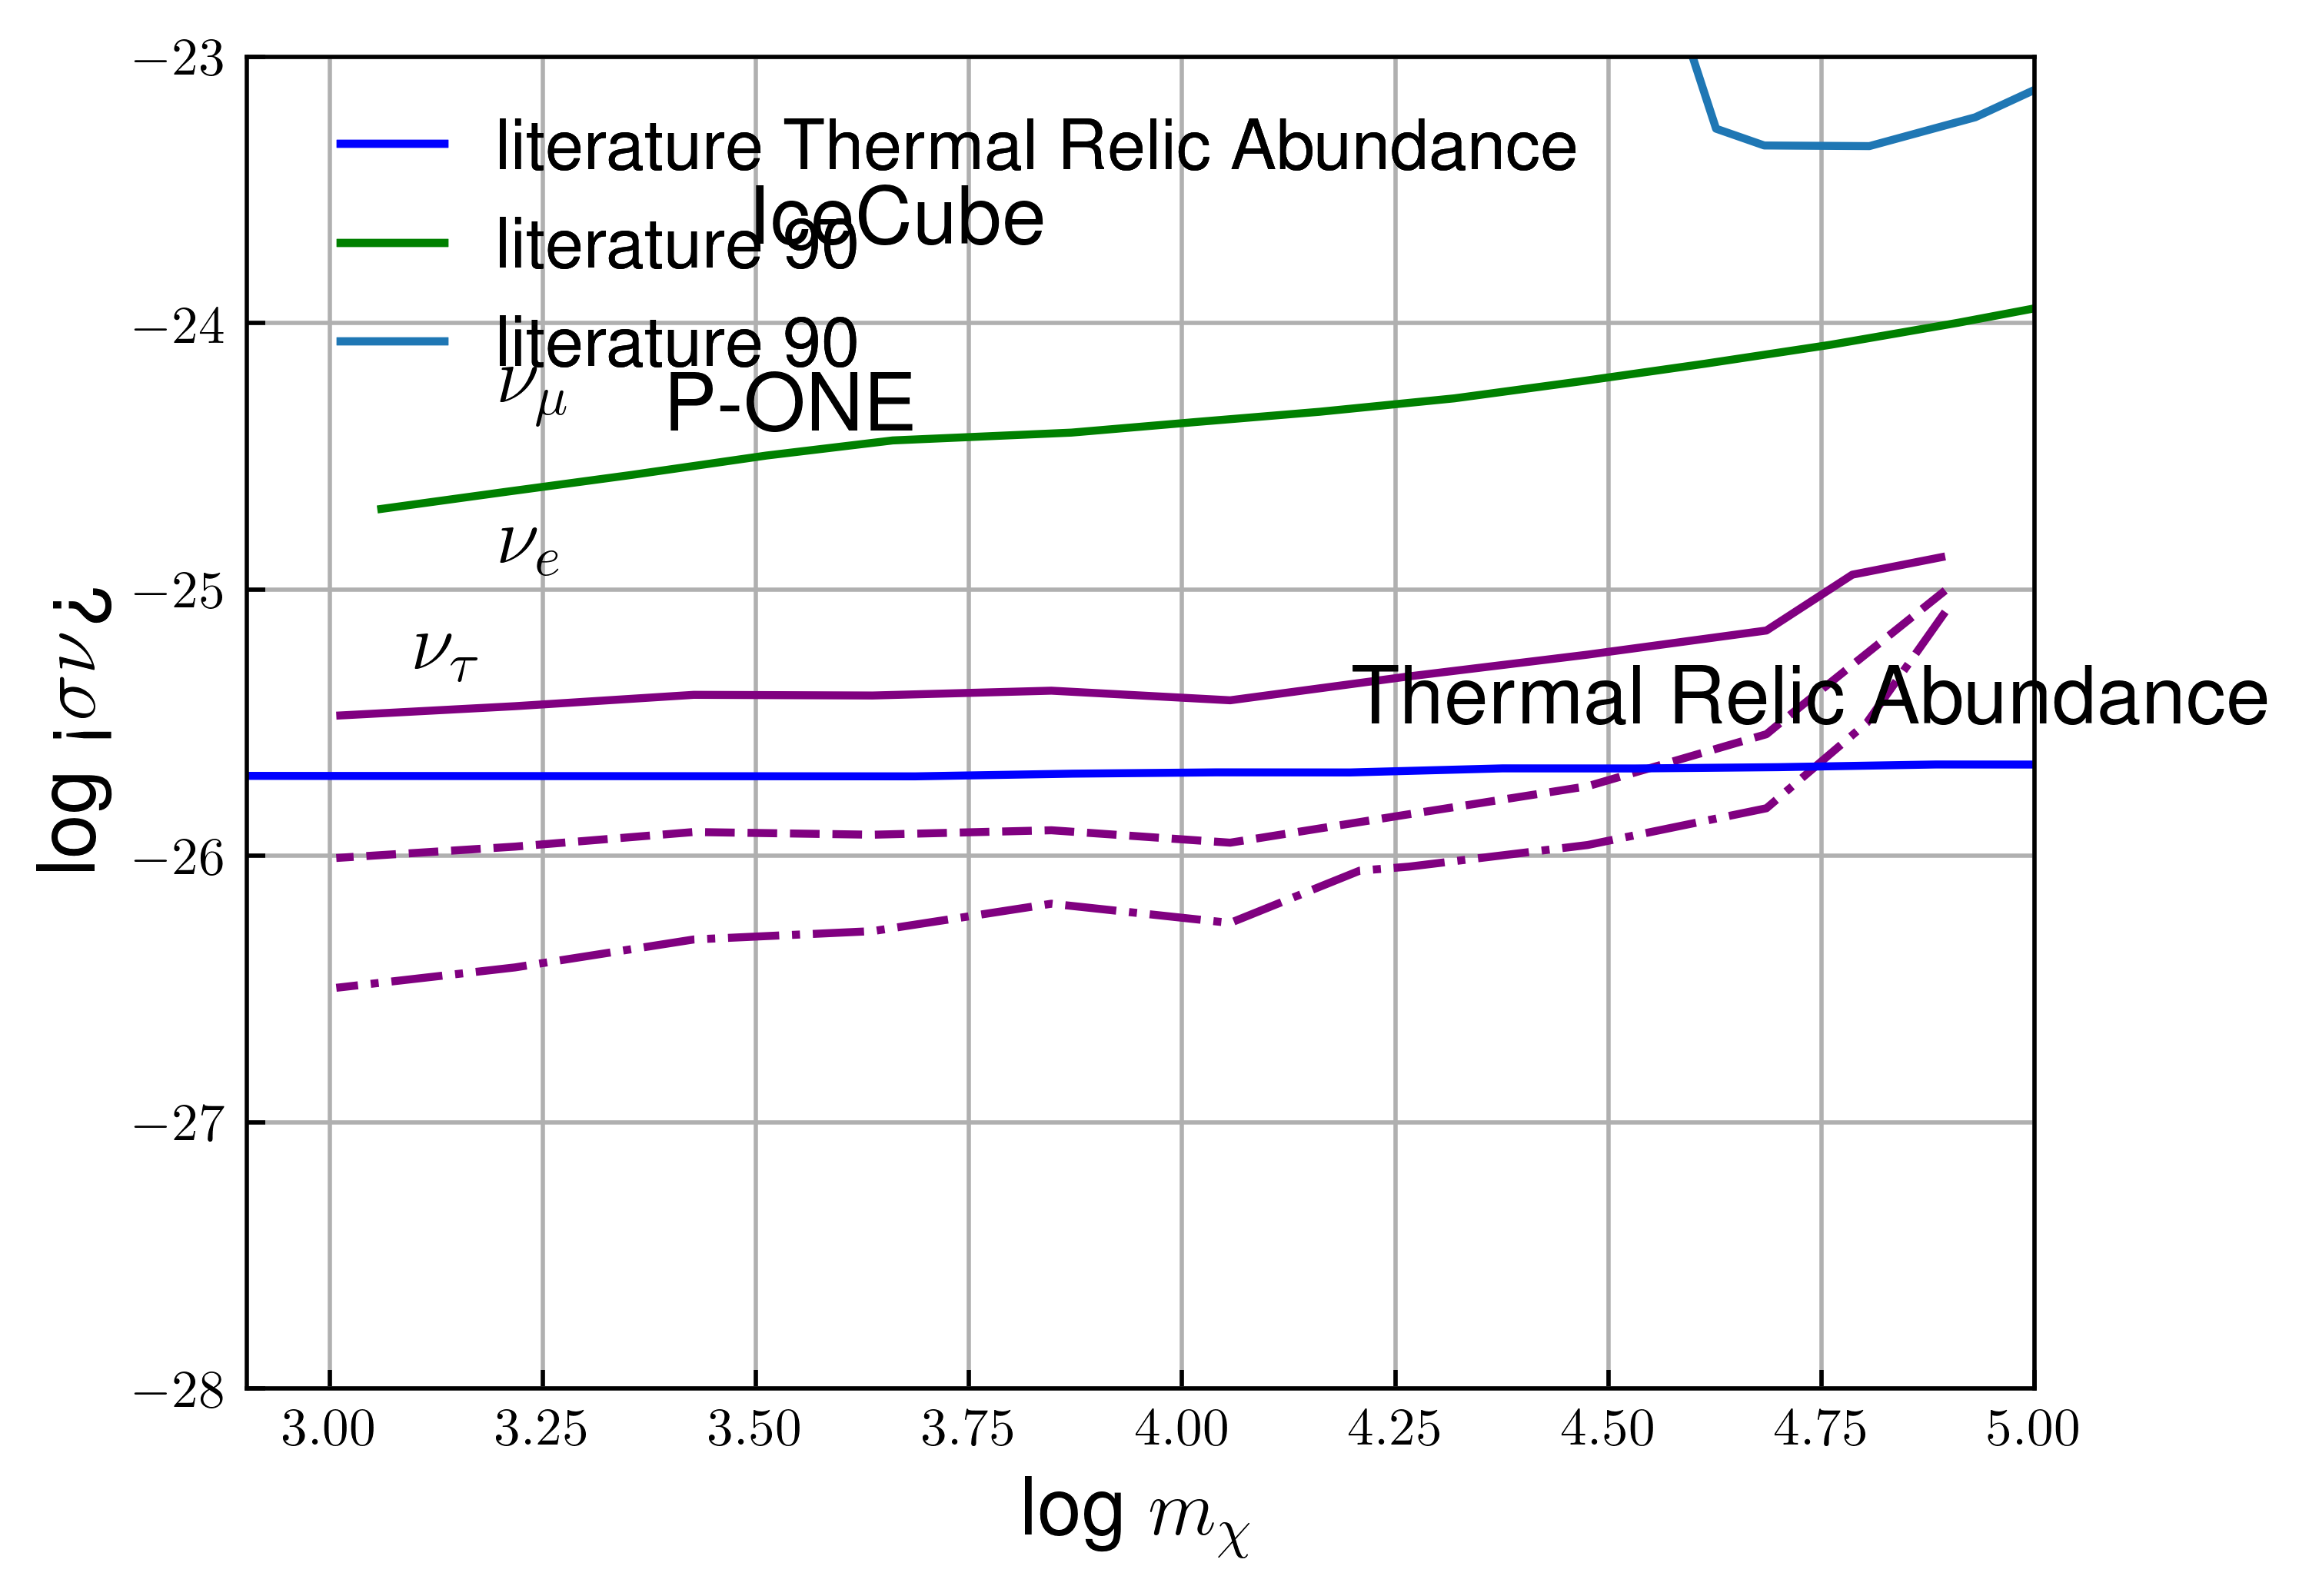 −23
literature Thermal Relic Abundance
IceCube
literature 90
−24
literature 90
ν_μ
P-ONE
ν_e
−25
ν_τ
Thermal Relic Abundance
log ¡σν¿
−26
−27
−28
3.00 3.25 3.50 3.75 4.00 4.25 4.50 4.75 5.00
log m_χ